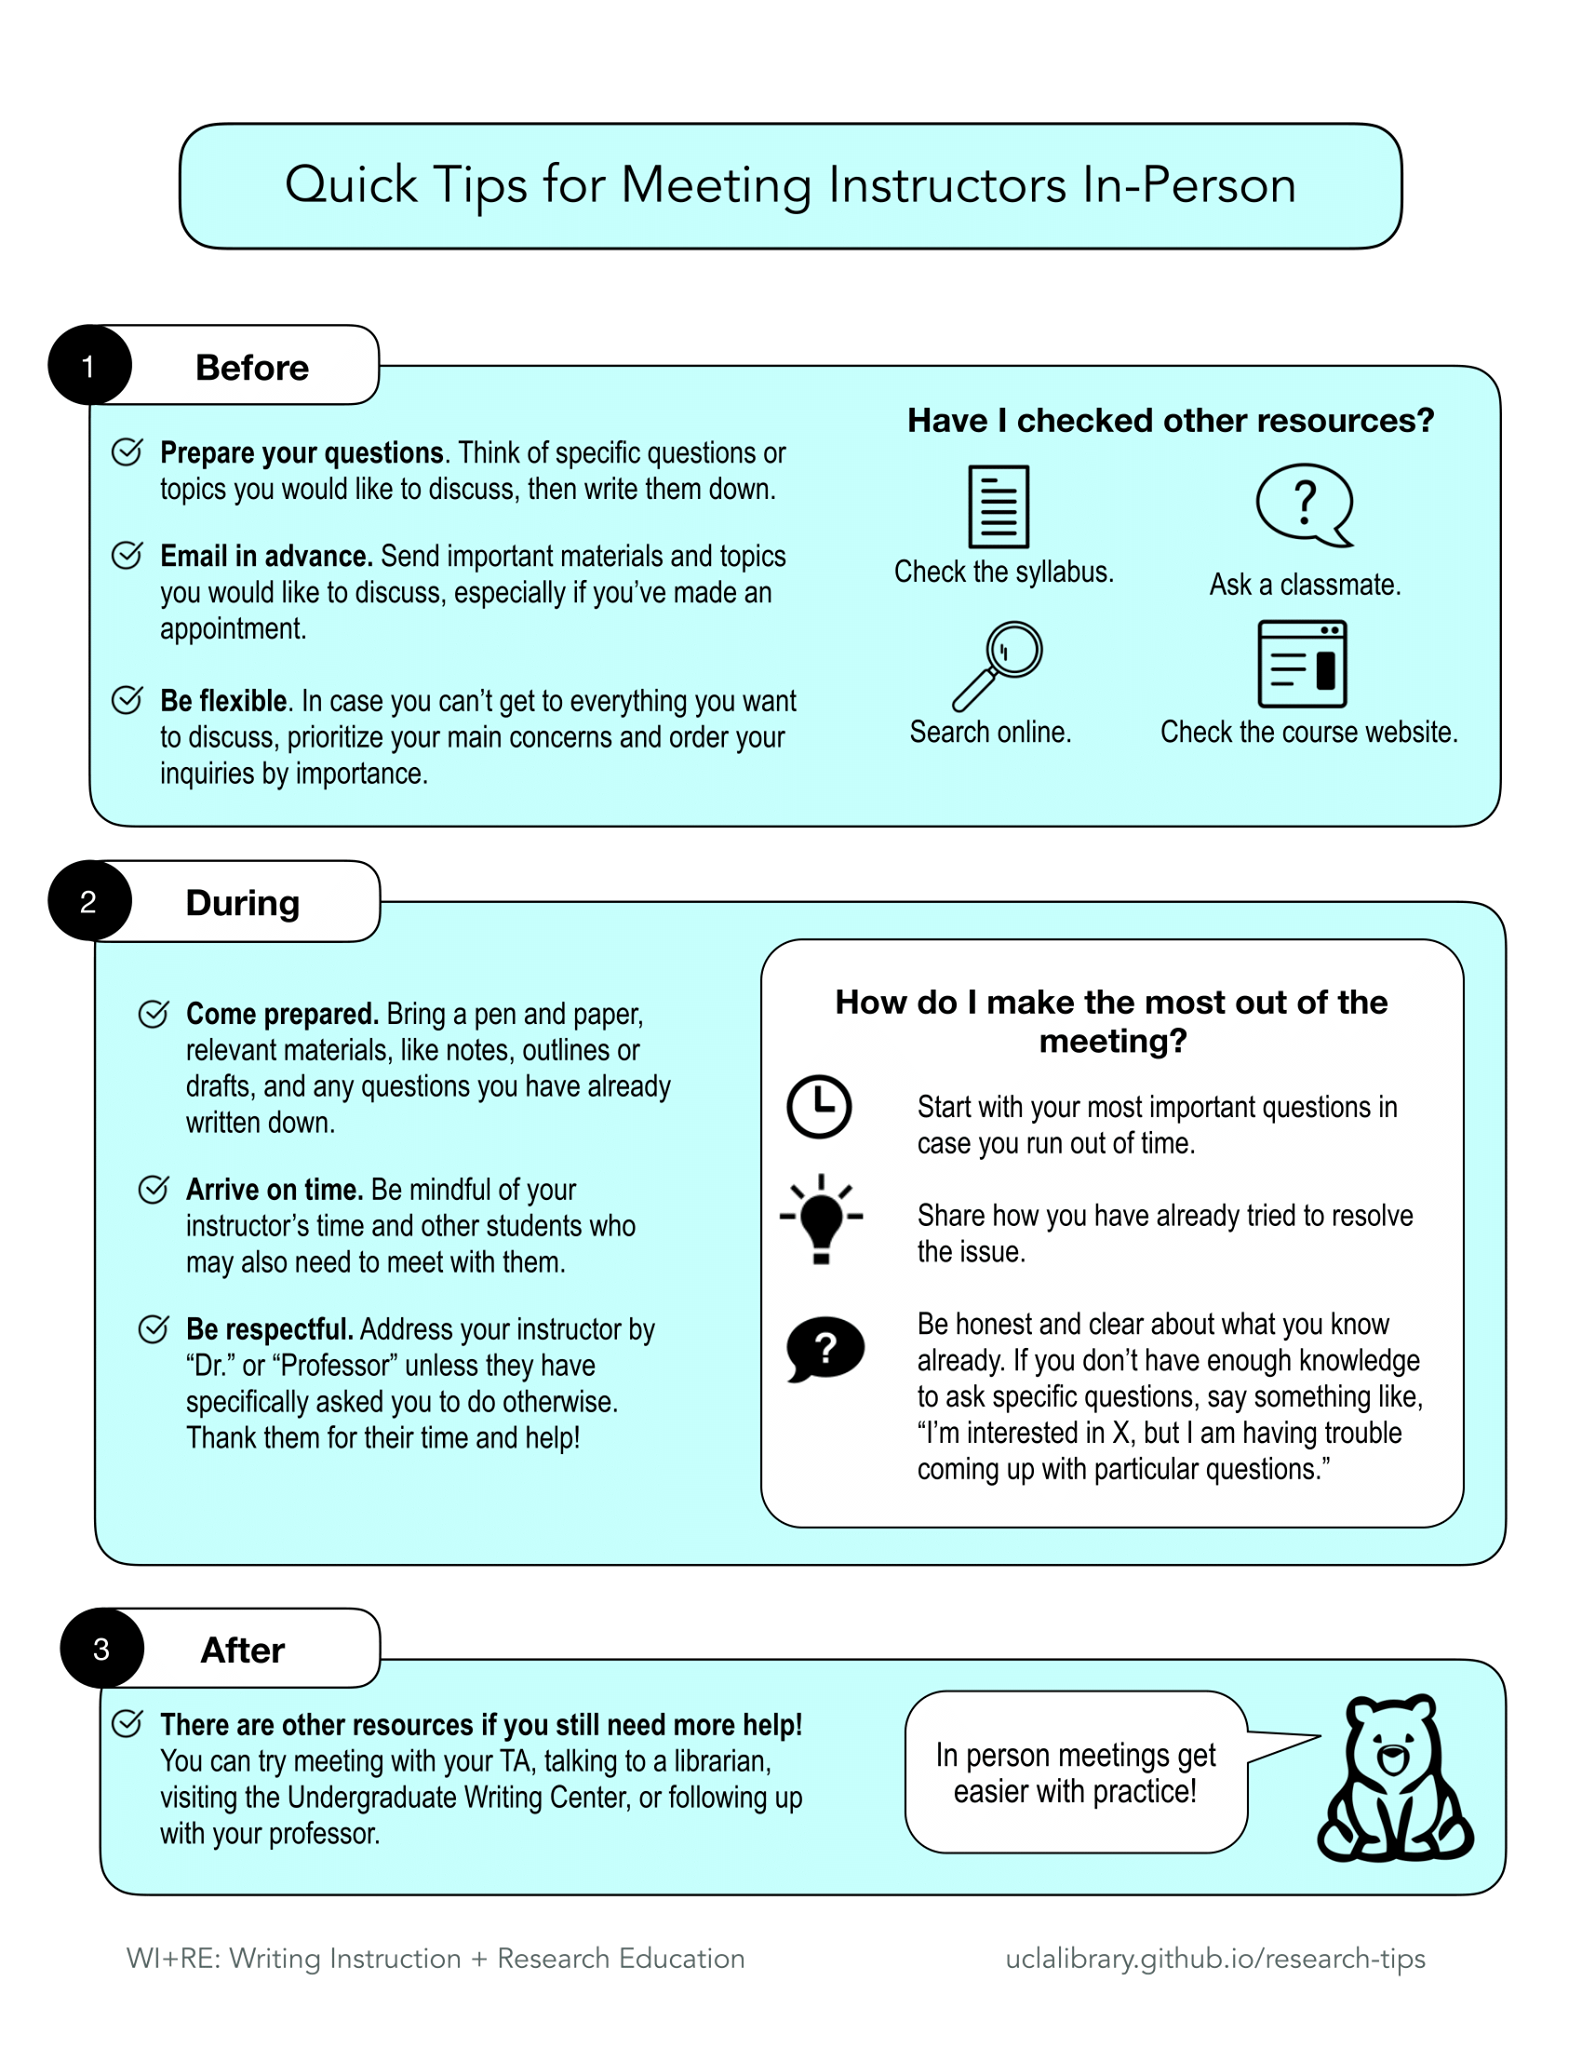 Quick Tips for Meeting Instructors In-Person
1
Before
Prepare your questions. Think of specific questions or
topics you would like to discuss, then write them down.
Email in advance. Send important materials and topics
you would like to discuss, especially if you’ve made an
appointment.
Be flexible. In case you can’t get to everything you want
to discuss, prioritize your main concerns and order your
inquiries by importance.
Have I checked other resources?
Check the syllabus.
?
Ask a classmate.
Search online.
Check the course website.
2
During
Come prepared. Bring a pen and paper,
relevant materials, like notes, outlines or
drafts, and any questions you have already
written down.
Arrive on time. Be mindful of your
instructor’s time and other students who
may also need to meet with them.
Be respectful. Address your instructor by
“Dr.” or “Professor” unless they have
specifically asked you to do otherwise.
Thank them for their time and help!
How do I make the most out of the
meeting?
Start with your most important questions in
case you run out of time.
Share how you have already tried to resolve
the issue.
?
Be honest and clear about what you know
already. If you don’t have enough knowledge
to ask specific questions, say something like,
“I’m interested in X, but I am having trouble
coming up with particular questions.”
3
After
There are other resources if you still need more help!
You can try meeting with your TA, talking to a librarian,
visiting the Undergraduate Writing Center, or following up
with your professor.
In person meetings get
easier with practice!
WI+RE: Writing Instruction + Research Education
uclalibrary.github.io/research-tips